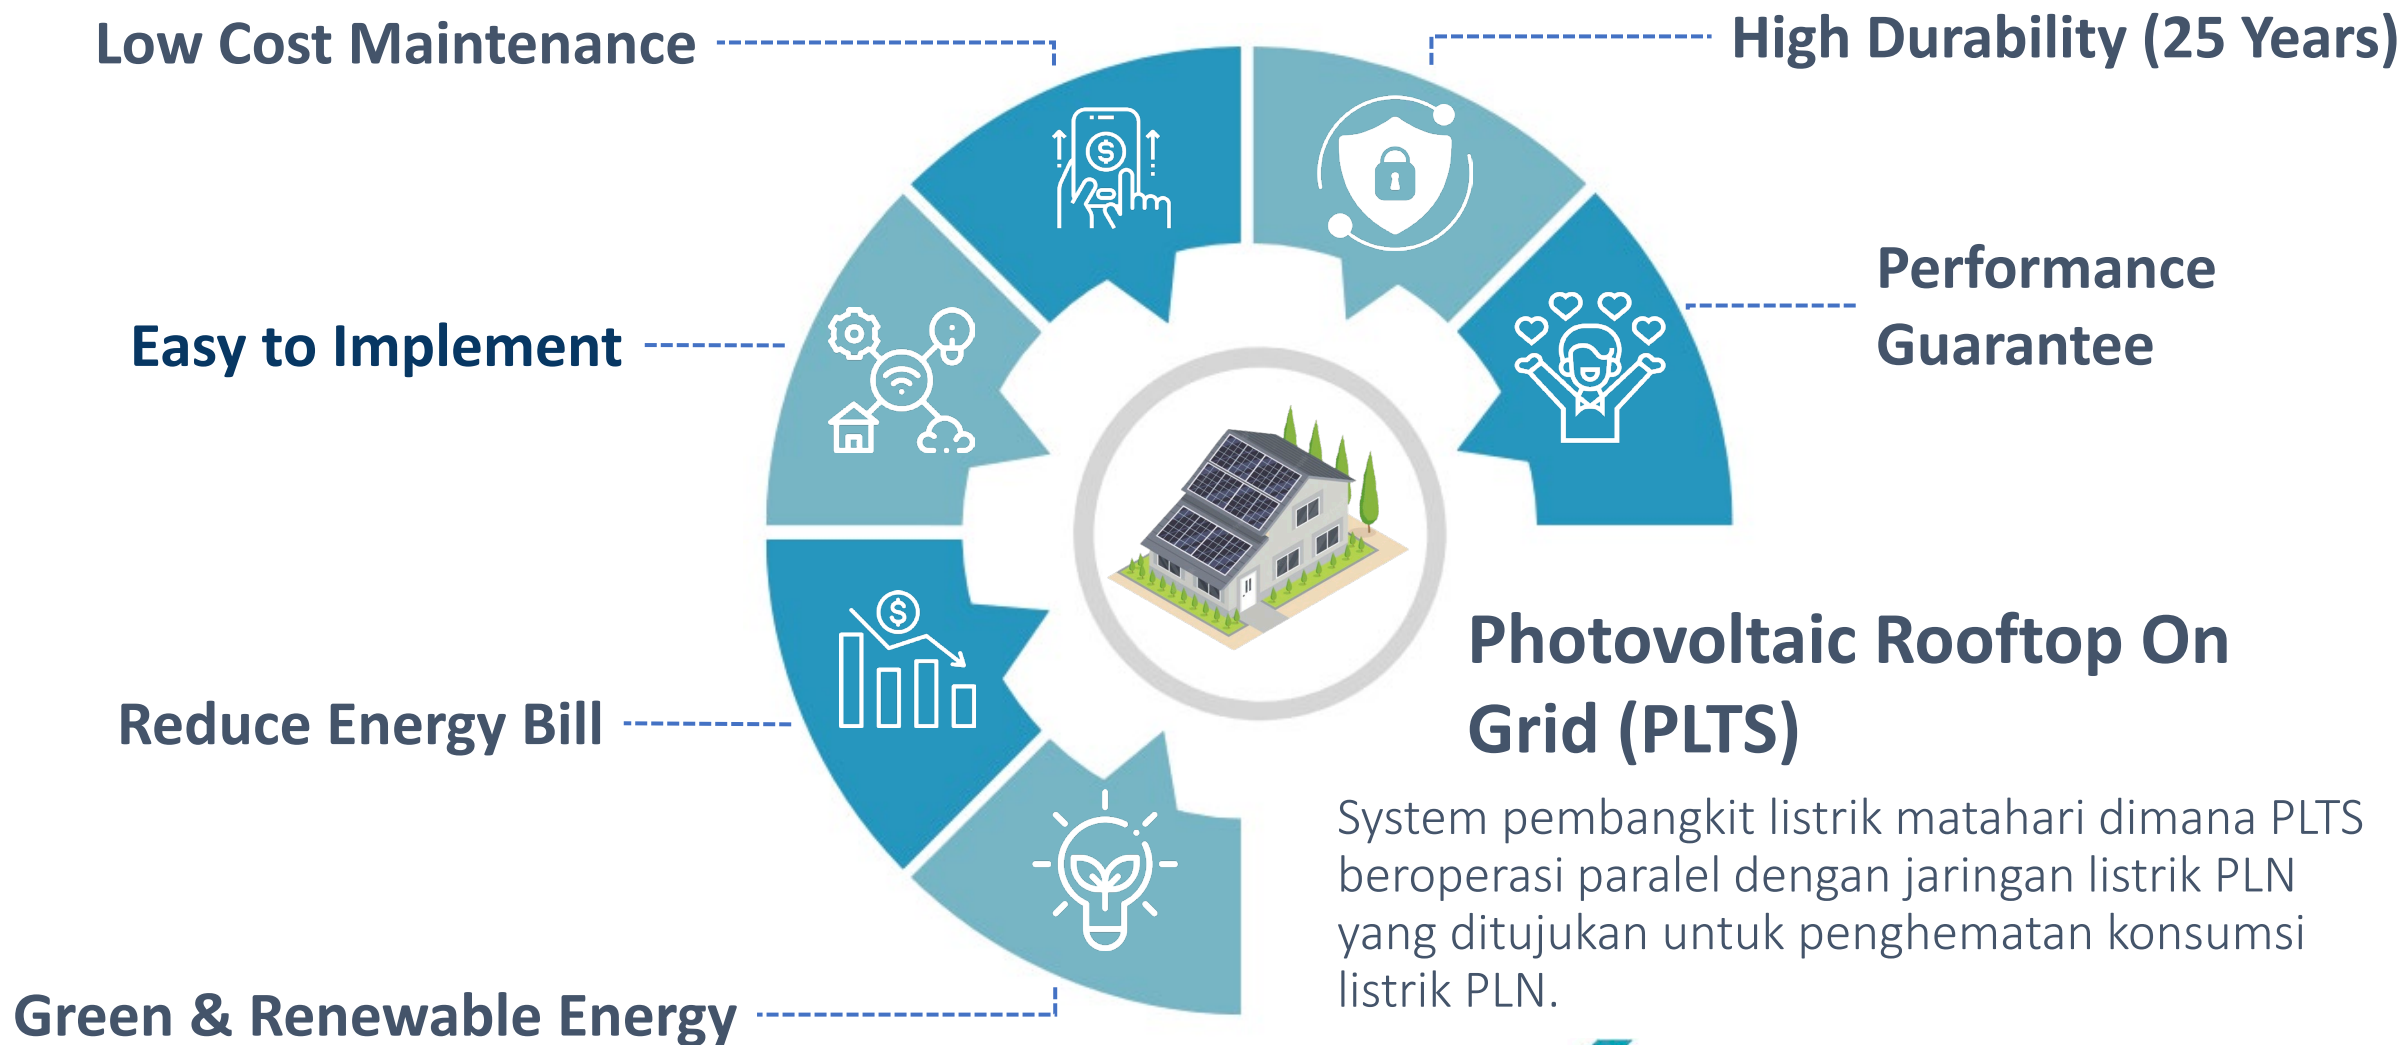 Low Cost Maintenance
High Durability (25 Years)
Performance
Guarantee
Easy to Implement
Reduce Energy Bill
Green & Renewable Energy
Photovoltaic Rooftop On
Grid (PLTS)
System pembangkit listrik matahari dimana PLTS
beroperasi paralel dengan jaringan listrik PLN
yang ditujukan untuk penghematan konsumsi
listrik PLN.